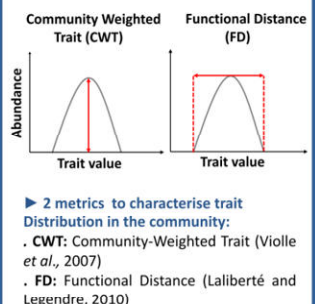 Community Weighted
Trait (CWT)
Functional Distance
(FD)
Abundance
Trait value
Trait value
► 2 metrics to characterise trait
Distribution in the community:
. CWT: Community-Weighted Trait (Violle
et al., 2007)
. FD: Functional Distance (Laliberté and
Legendre, 2010)